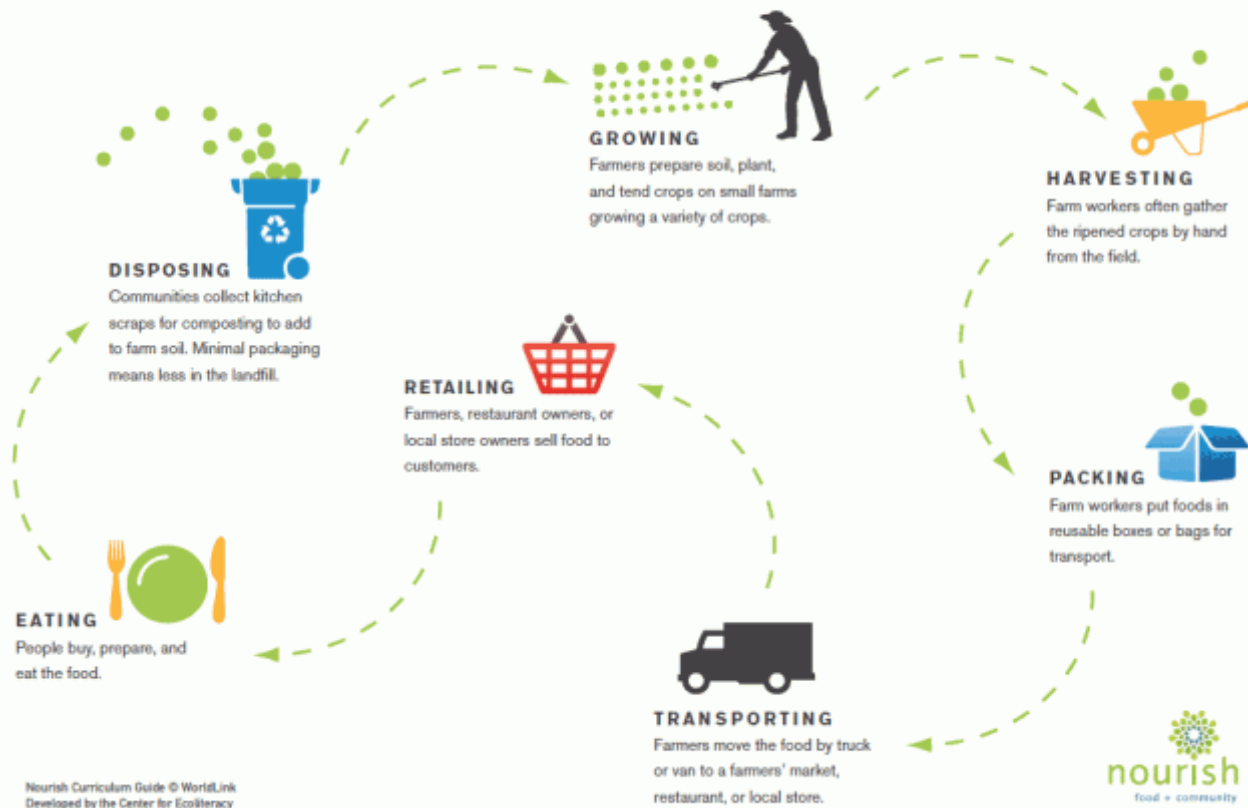 GROWING
Farmers prepare soil, plant,
and tend crops on small farms
growing a variety of crops.
HARVESTING
Farm workers often gather
the ripened crops by hand
from the field.
PACKING
Farm workers put foods in
reusable boxes or bags for
transport.
TRANSPORTING
Farmers move the food by truck
or van to a farmers' market,
restaurant, or local store.
RETAILING
Farmers, restaurant owners, or
local store owners sell food to
customers.
EATING
People buy, prepare, and
eat the food.
DISPOSING
Communities collect kitchen
scraps for composting to add
to farm soil. Minimal packaging
means less in the landfill.
Nourish Curriculum Guide © WorldLink
Developed by the Center for Ecoliteracy
nourish
food + community